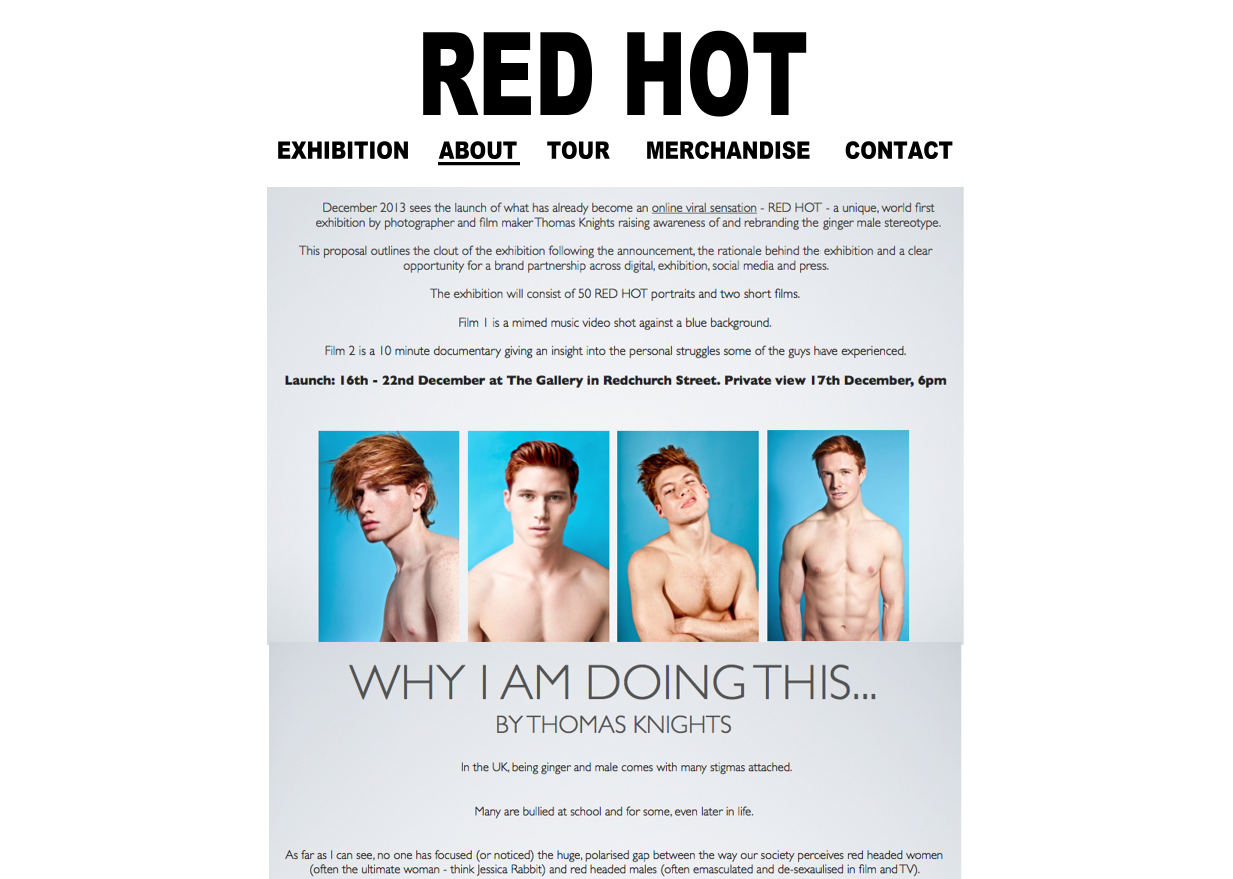 RED HOT
EXHIBITION ABOUT TOUR MERCHANDISE CONTACT
December 2013 sees the launch of what has already become an online viral sensation - RED HOT - a unique, world first
exhibition by photographer and film maker Thomas Knights raising awareness of and rebranding the ginger male stereotype.
This proposal outlines the clout of the exhibition following the announcement, the rationale behind the exhibition and a clear
opportunity for a brand partnership across digital, exhibition, social media and press.
The exhibition will consist of 50 RED HOT portraits and two short films.
Film 1 is a mimed music video shot against a blue background.
Film 2 is a 10 minute documentary giving an insight into the personal struggles some of the guys have experienced.
Launch: 16th - 22nd December at The Gallery in Redchurch Street. Private view 17th December, 6pm
WHY I AM DOING THIS...
BY THOMAS KNIGHTS
In the UK, being ginger and male comes with many stigmas attached.
Many are bullied at school and for some, even later in life.
As far as I can see, no one has focused (or noticed) the huge, polarised gap between the way our society perceives red headed women
(often the ultimate woman - think Jessica Rabbit) and red headed males (often emasculated and de-sexaulised in film and TV).